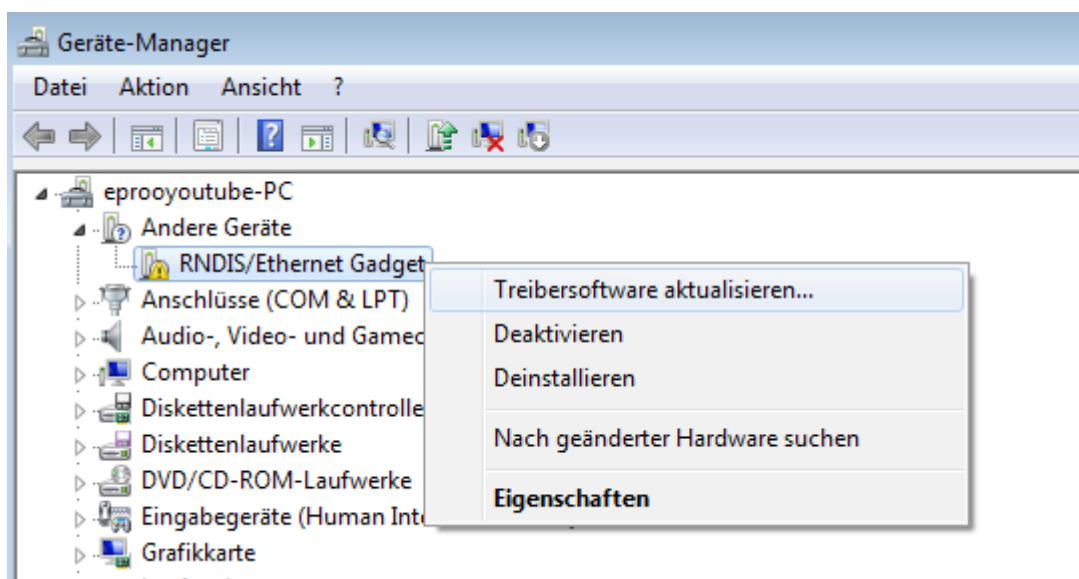 Geräte-Manager
Datei Aktion Ansicht ?
eprooyoutube-PC
Andere Geräte
RNDIS/Ethernet Gadget
Treibersoftware aktualisieren...
Anschlüsse (COM & LPT)
Audio-, Video- und Gamec
Deaktivieren
Computer
Deinstallieren
Diskettenlaufwerkcontrolle
Diskettenlaufwerke
Nach geänderter Hardware suchen
DVD/CD-ROM-Laufwerke
Eigenschaften
Eingabegeräte (Human Inte
Grafikkarte